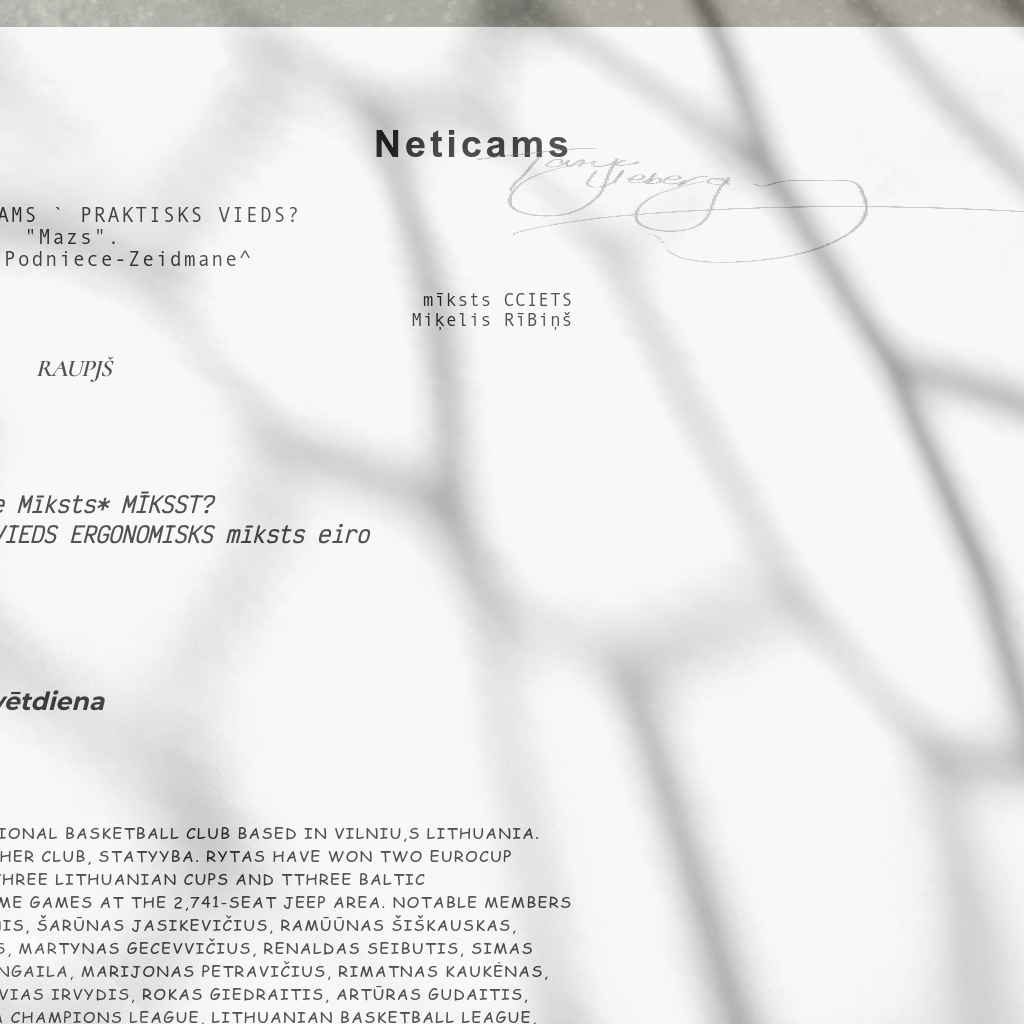 Neticams
AMS ` PRAKTISKS VIEDS?
"Mazs".
Podniece-Zeidmane^
mīksts CCIETS
Miķelis RīBiņš
RAUPJŠ
Mīksts* MĪKSST?
VIEDS ERGONOMISKS mīksts eiro
vētdiena
IONAL BASKETBALL CLUB BASED IN VILNIU,S LITHUANIA.
HER CLUB, STATYYBA. RYTAS HAVE WON TWO EUROCUP
THREE LITHUANIAN CUPS AND TTHREE BALTIC
ME GAMES AT THE 2,741-SEAT JEEP AREA. NOTABLE MEMBERS
IS, ŠARŪNAS JASIKEVIČIUS, RAMŪŪNAS ŠIŠKAUSKAS,
S, MARTYNAS GECEVVIČIUS, RENALDAS SEIBUTIS, SIMAS
NGAILA, MARIJONAS PETRAVIČIUS, RIMATNAS KAUKĖNAS,
VIAS IRVYDIS, ROKAS GIEDRAITIS, ARTŪRAS GUDAITIS,
A CHAMPIONS LEAGUE, LITHUANIAN BASKETBALL LEAGUE,